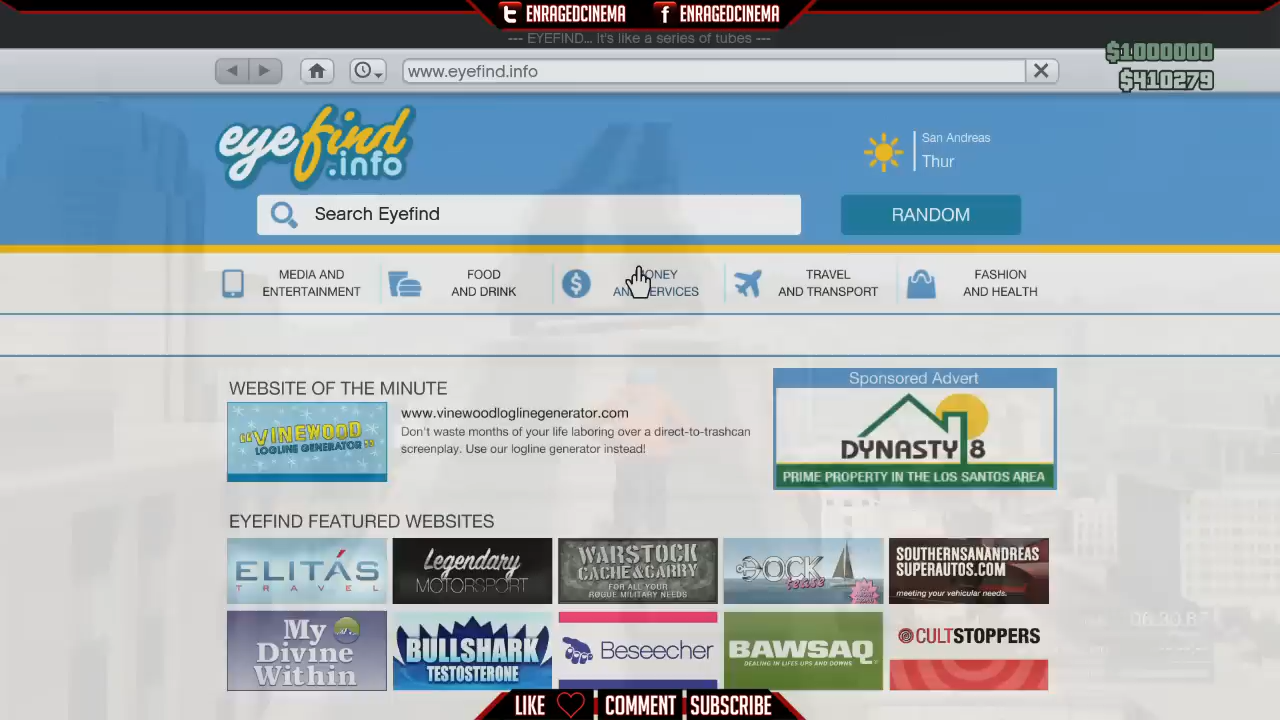 ENRAGEDCINEMA ENRAGEDCINEMA
--- EYEFIND... It's like a series of tubes ---
www.eyefind.info
$1000000
$410279
eyefind.info
San Andreas
Thur
Search Eyefind
RANDOM
MEDIA AND ENTERTAINMENT
FOOD AND DRINK
MONEY AND SERVICES
TRAVEL AND TRANSPORT
FASHION AND HEALTH
WEBSITE OF THE MINUTE
"VINEWOOD"
LOGLINE GENERATOR
www.vinewoodloglinegenerator.com
Don't waste months of your life laboring over a direct-to-trashcan
screenplay. Use our logline generator instead!
Sponsored Advert
DYNASTY 8
PRIME PROPERTY IN THE LOS SANTOS AREA
EYEFIND FEATURED WEBSITES
ELITÁS
TRAVEL
Legendary
MOTORSPORT
WARSTOCK
CACHE & CARRY
FOR ALL YOUR
ROGUE MILITARY NEEDS
DOCK
tease
SOUTHERNSANANDREAS
SUPERAUTOS.COM
meeting your vehicular needs.
My
Divine
Within
BULLSHARK
TESTOSTERONE
Beseecher
BAWSAQ
DEALING IN LIFES UPS AND DOWNS
CULTSTOPPERS
LIKE COMMENT SUBSCRIBE